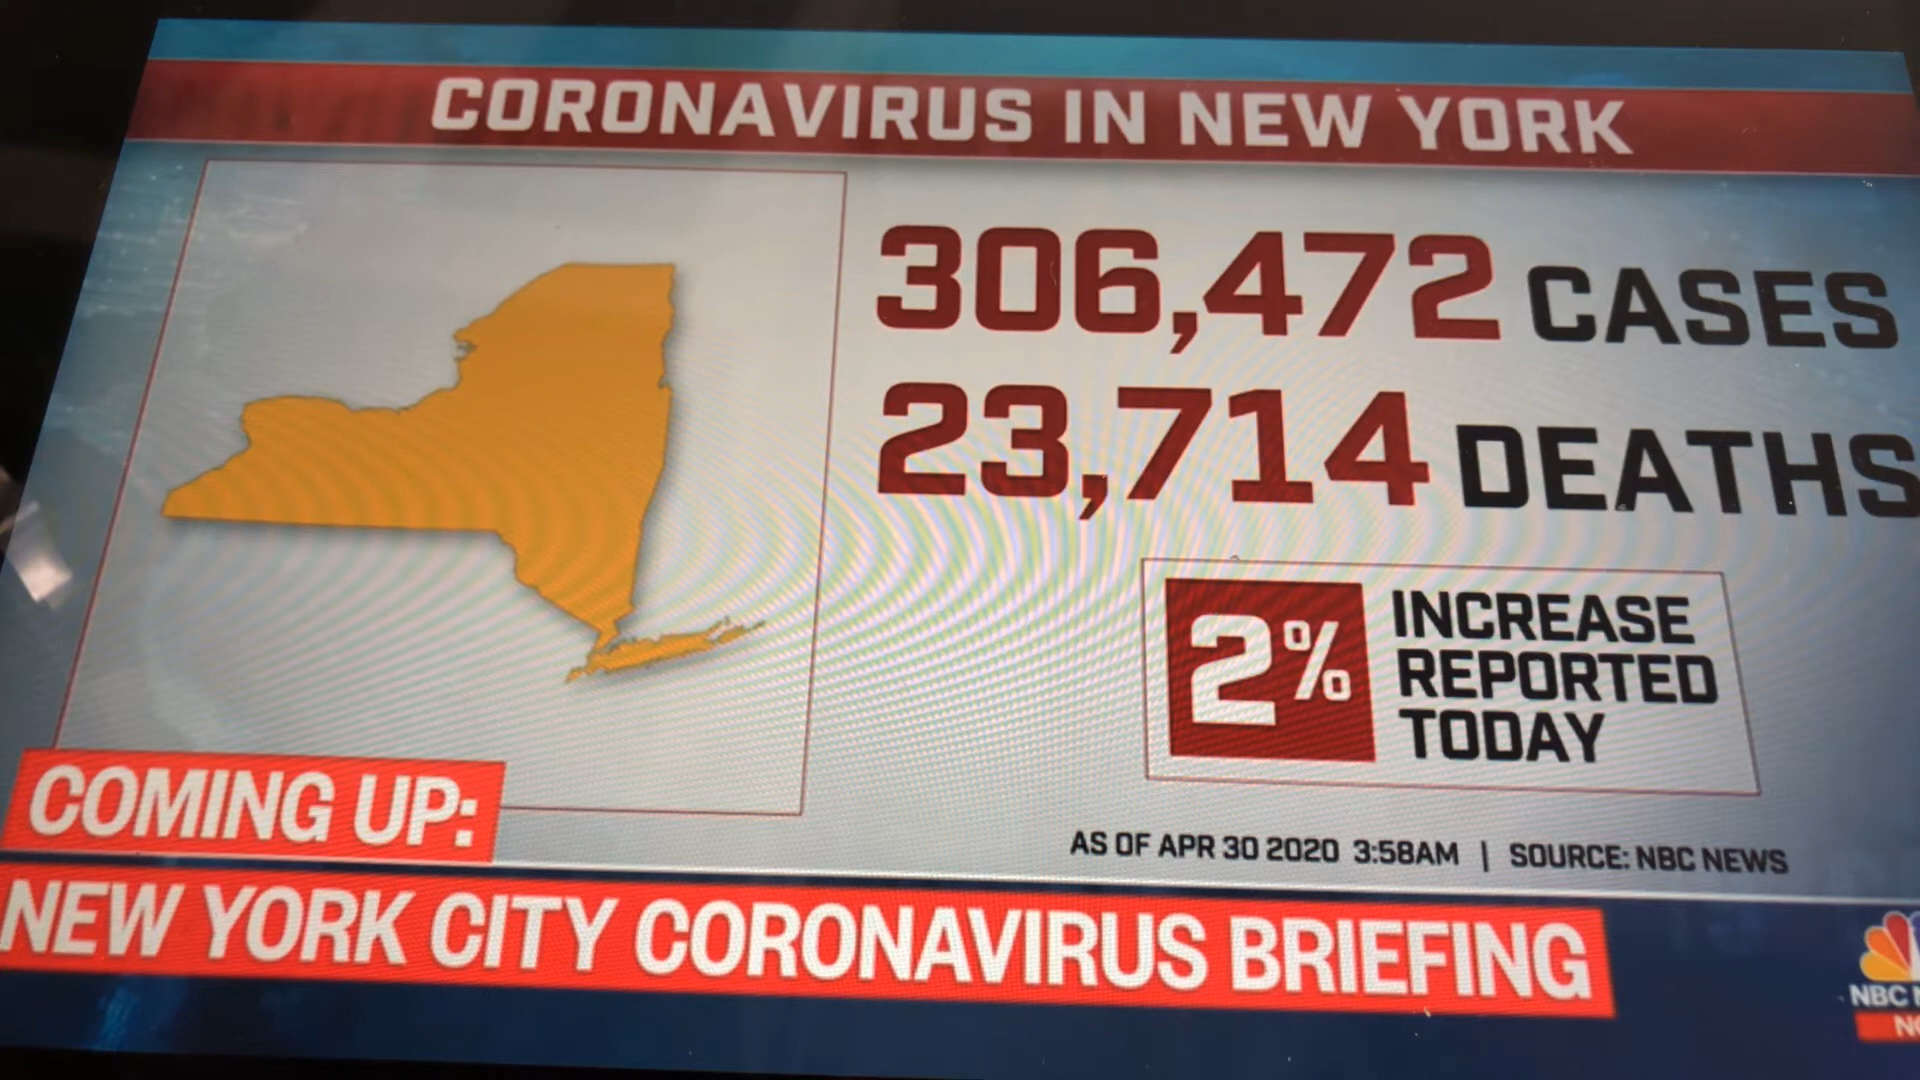 CORONAVIRUS IN NEW YORK
306,472 CASES
23,714 DEATHS
2% INCREASE
REPORTED
TODAY
AS OF APR 30 2020 3:58AM | SOURCE: NBC NEWS
COMING UP:
NEW YORK CITY CORONAVIRUS BRIEFING
NBC